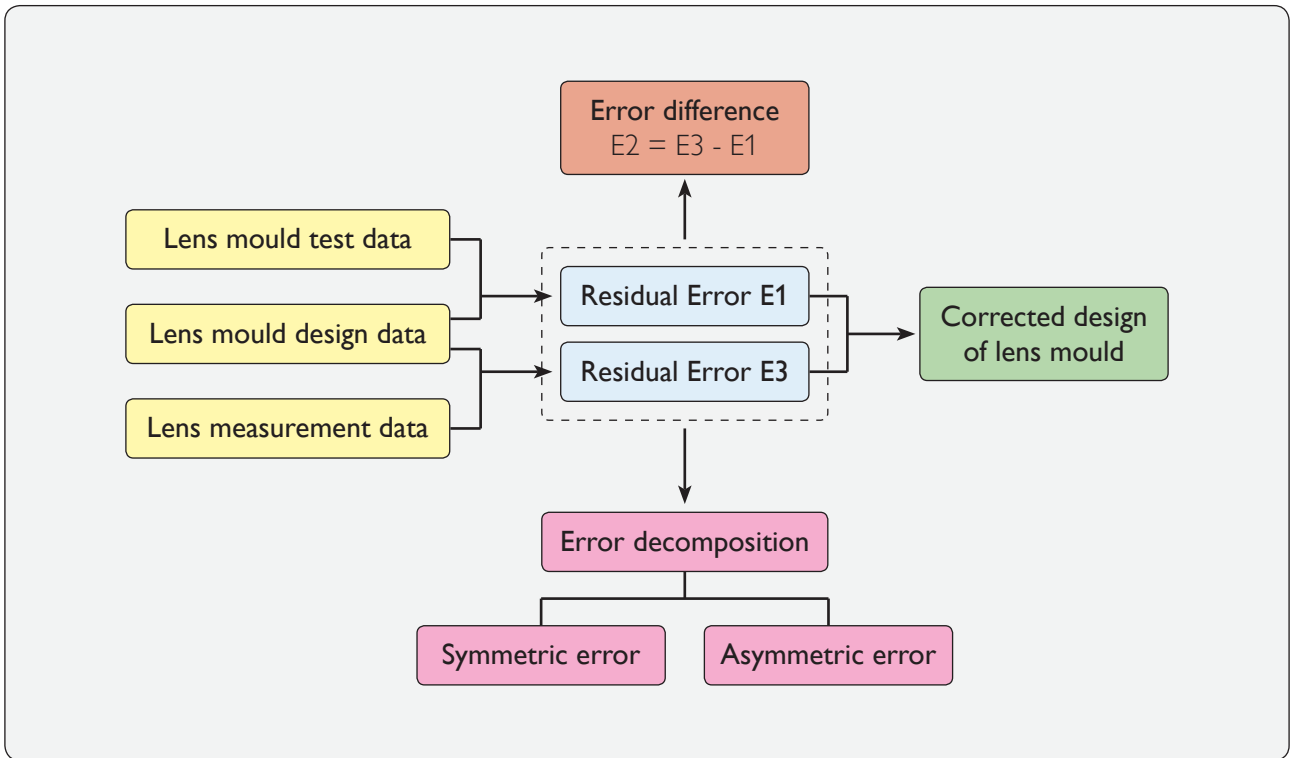 Error difference
E2 = E3 - E1
Lens mould test data
Lens mould design data
Lens measurement data
Residual Error E1
Residual Error E3
Corrected design
of lens mould
Error decomposition
Symmetric error
Asymmetric error